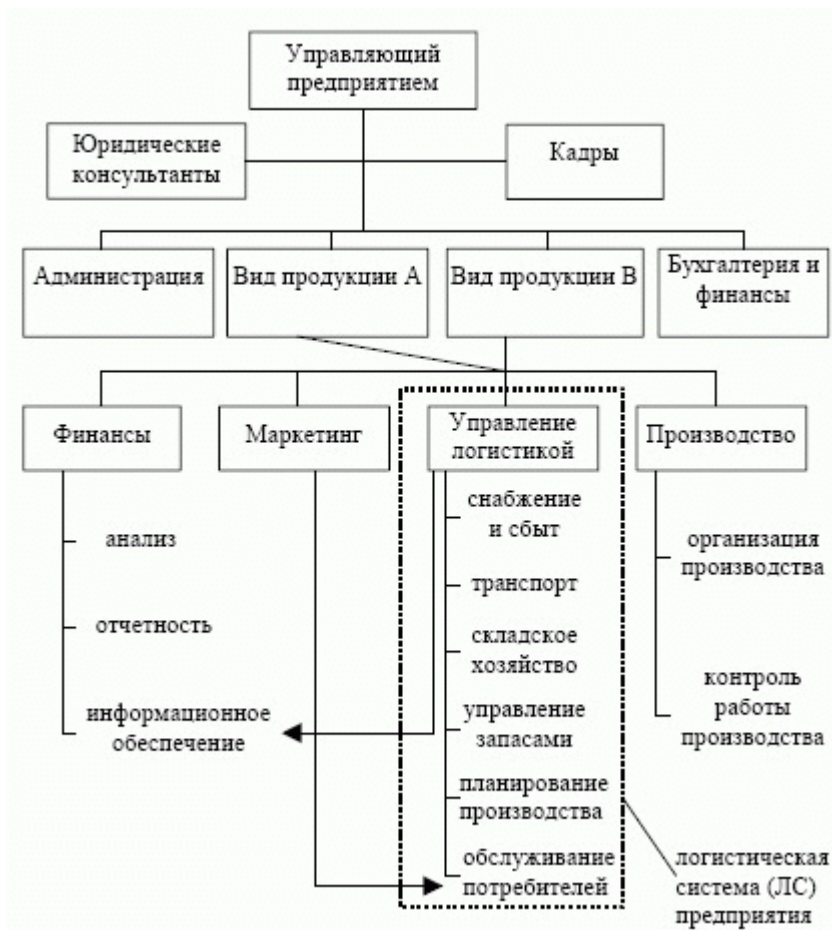 Управляющий
предприятием
Юридические
консультанты
Кадры
Администрация
Вид продукции А
Вид продукции В
Бухгалтерия и
финансы
Финансы
Маркетинг
Управление
логистикой
Производство
анализ
отчетность
информационное
обеспечение
снабжение
и сбыт
транспорт
складское
хозяйство
управление
запасами
планирование
производства
обслуживание
потребителей
организация
производства
контроль
работы
производства
логистическая
система (ЛС)
предприятия